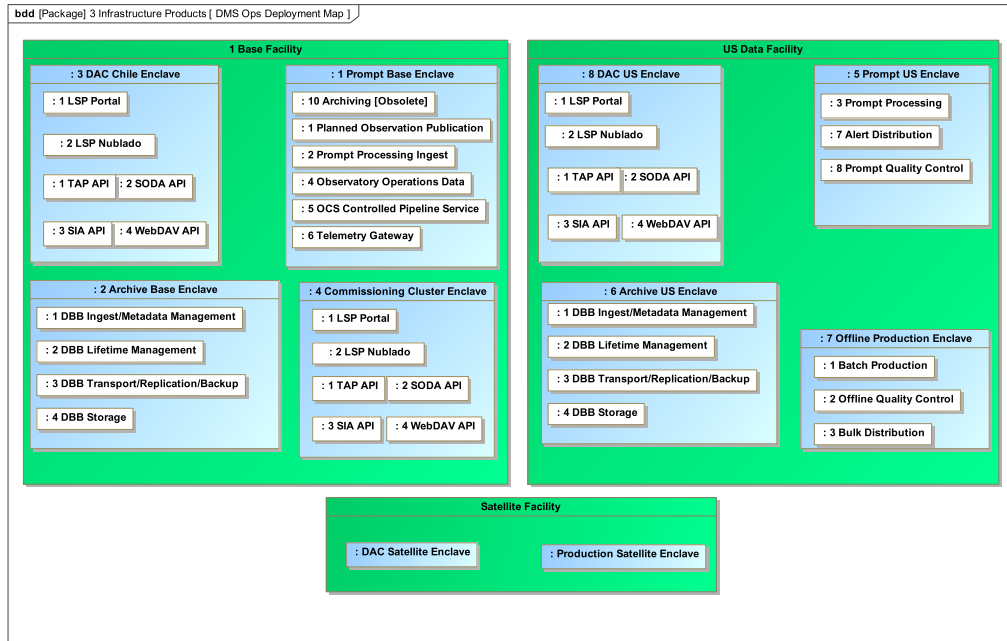 bdd [Package] 3 Infrastructure Products [ DMS Ops Deployment Map ]
1 Base Facility
: 3 DAC Chile Enclave
: 1 LSP Portal
: 2 LSP Nublado
: 1 TAP API
: 2 SODA API
: 3 SIA API
: 4 WebDAV API
: 1 Prompt Base Enclave
: 10 Archiving [Obsolete]
: 1 Planned Observation Publication
: 2 Prompt Processing Ingest
: 4 Observatory Operations Data
: 5 OCS Controlled Pipeline Service
: 6 Telemetry Gateway
: 2 Archive Base Enclave
: 1 DBB Ingest/Metadata Management
: 2 DBB Lifetime Management
: 3 DBB Transport/Replication/Backup
: 4 DBB Storage
: 4 Commissioning Cluster Enclave
: 1 LSP Portal
: 2 LSP Nublado
: 1 TAP API
: 2 SODA API
: 3 SIA API
: 4 WebDAV API
US Data Facility
: 8 DAC US Enclave
: 1 LSP Portal
: 2 LSP Nublado
: 1 TAP API
: 2 SODA API
: 3 SIA API
: 4 WebDAV API
: 5 Prompt US Enclave
: 3 Prompt Processing
: 7 Alert Distribution
: 8 Prompt Quality Control
: 6 Archive US Enclave
: 1 DBB Ingest/Metadata Management
: 2 DBB Lifetime Management
: 3 DBB Transport/Replication/Backup
: 4 DBB Storage
: 7 Offline Production Enclave
: 1 Batch Production
: 2 Offline Quality Control
: 3 Bulk Distribution
Satellite Facility
: DAC Satellite Enclave
: Production Satellite Enclave